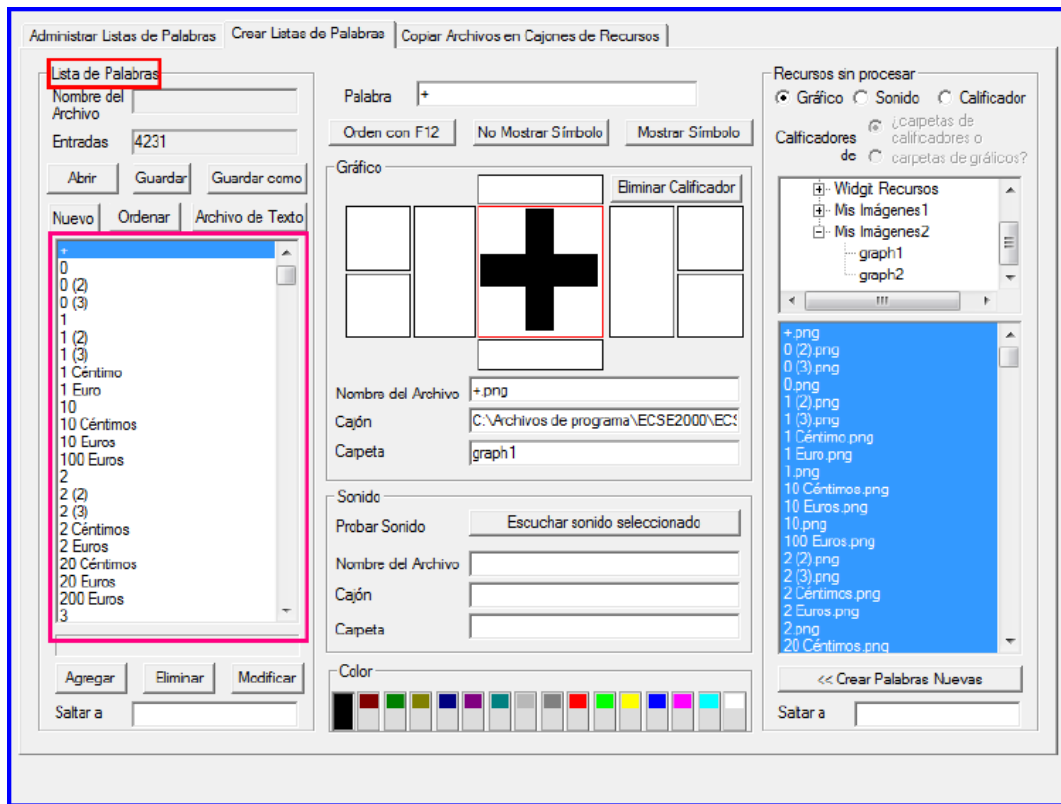 Administrar Listas de Palabras
Crear Listas de Palabras
Copiar Archivos en Cajones de Recursos
Lista de Palabras
Nombre del
Archivo
Entradas
4231
Abrir
Guardar
Guardar como
Nuevo
Ordenar
Archivo de Texto
+
0
0 (2)
0 (3)
1
1 (2)
1 (3)
1 Céntimo
1 Euro
10
10 Céntimos
10 Euros
100 Euros
2
2 (2)
2 (3)
2 Céntimos
2 Euros
20 Céntimos
20 Euros
200 Euros
3
Agregar
Eliminar
Modificar
Saltar a
Palabra
+
Orden con F12
No Mostrar Símbolo
Mostrar Símbolo
Gráfico
Eliminar Calificador
Nombre del Archivo
+.png
Cajón
C:\Archivos de programa\ECSE2000\ECS
Carpeta
graph1
Sonido
Probar Sonido
Escuchar sonido seleccionado
Nombre del Archivo
Cajón
Carpeta
Color
Recursos sin procesar
Gráfico
Sonido
Calificador
Calificadores
de
¿carpetas de
calificadores o
carpetas de gráficos?
Widgit Recursos
Mis Imágenes1
Mis Imágenes2
graph1
graph2
+.png
0 (2).png
0 (3).png
0.png
1 (2).png
1 (3).png
1 Céntimo.png
1 Euro.png
1.png
10 Céntimos.png
10 Euros.png
10.png
100 Euros.png
2 (2).png
2 (3).png
2 Céntimos.png
2 Euros.png
2.png
20 Céntimos.png
<< Crear Palabras Nuevas
Saltar a